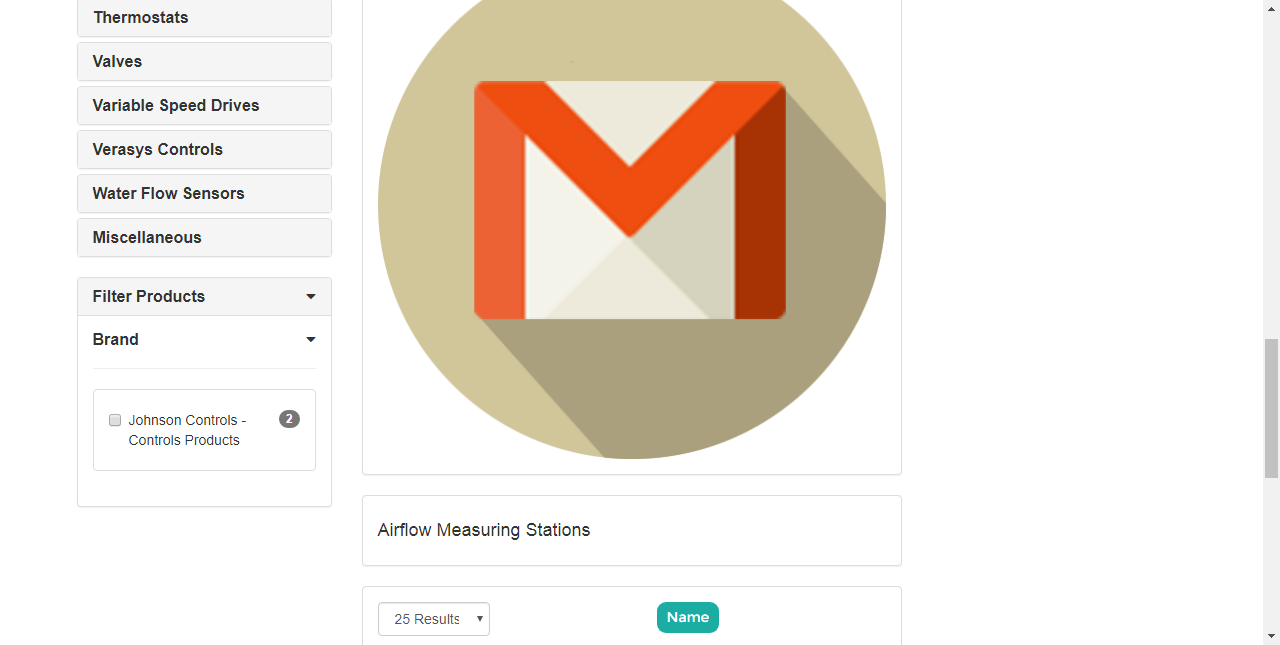 Thermostats
Valves
Variable Speed Drives
Verasys Controls
Water Flow Sensors
Miscellaneous
Filter Products
Brand
Johnson Controls - 2
Controls Products
Airflow Measuring Stations
25 Results
Name